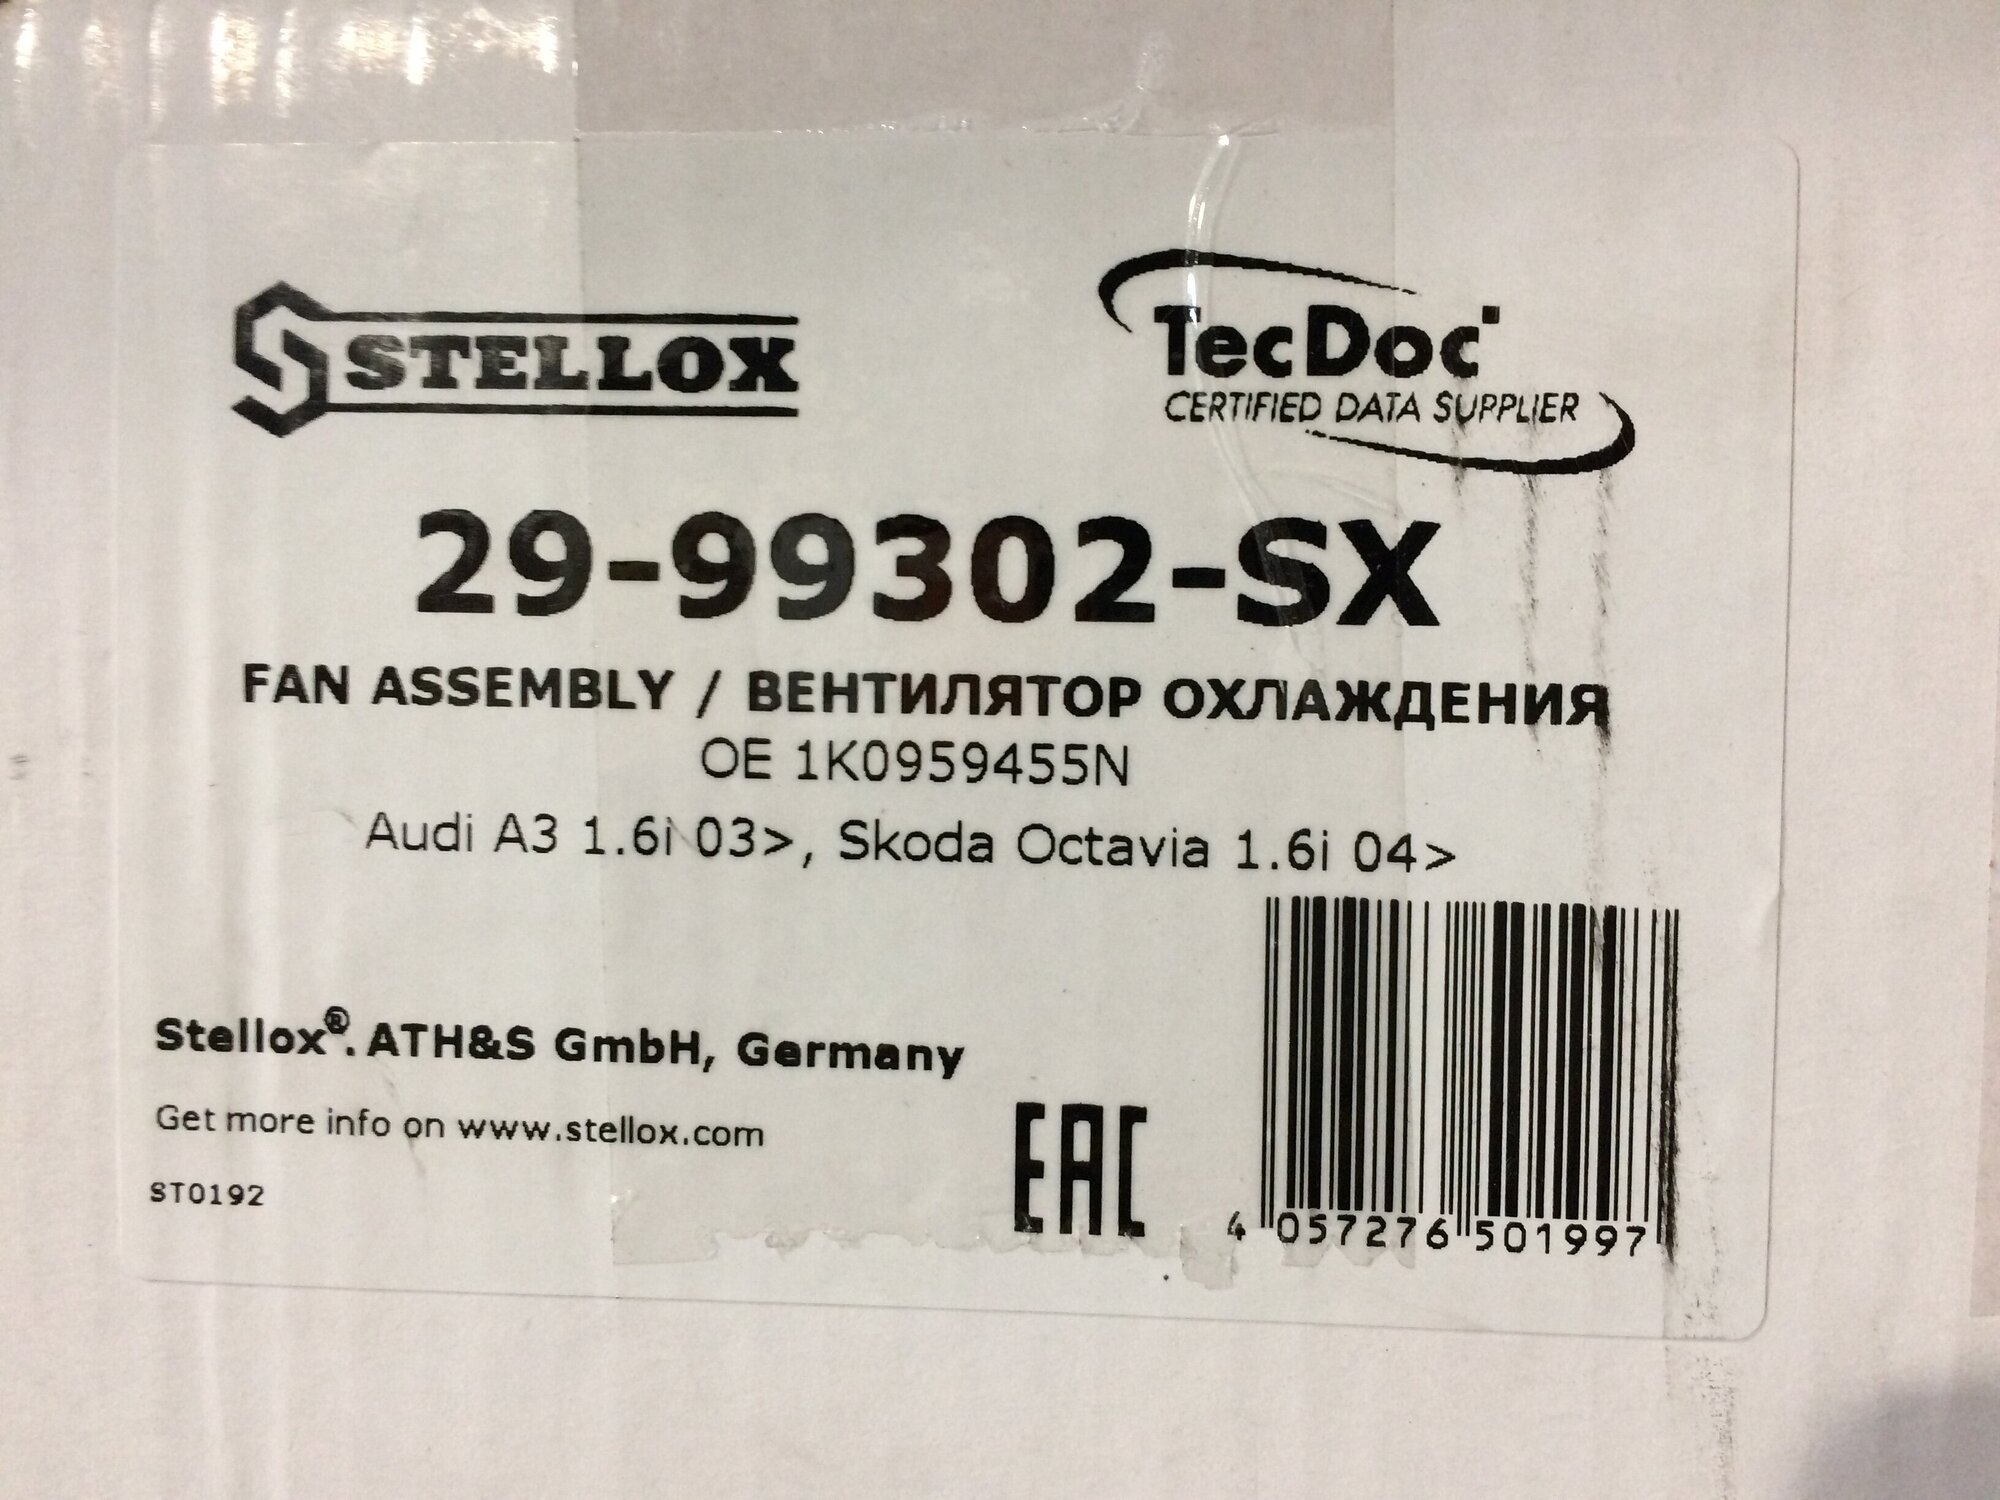 STELLOX
TecDoc
CERTIFIED DATA SUPPLIER
29-99302-SX
FAN ASSEMBLY / ВЕНТИЛЯТОР ОХЛАЖДЕНИЯ
OE 1K0959455N
Audi A3 1.6i 03>, Skoda Octavia 1.6i 04>
Stellox®. ATH&S GmbH, Germany
Get more info on www.stellox.com
ST0192
EAC
4 057276 501997